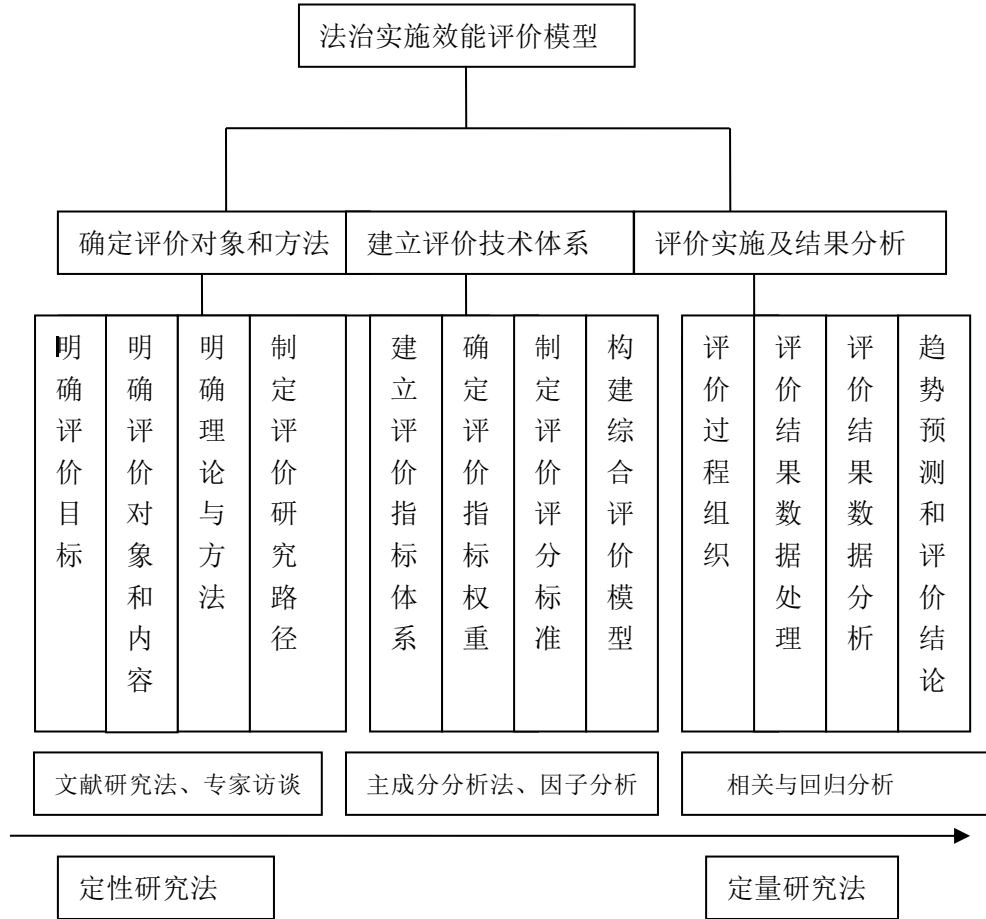 法治实施效能评价模型
确定评价对象和方法
建立评价技术体系
评价实施及结果分析
明确评价目标
明确评价对象和内容
明确理论与方法
制定评价研究路径
建立评价指标体系
确定评价指标权重
制定评价评分标准
构建综合评价模型
评价过程组织
评价结果数据处理
评价结果数据分析
趋势预测和评价结论
文献研究法、专家访谈
主成分分析法、因子分析
相关与回归分析
定性研究法
定量研究法